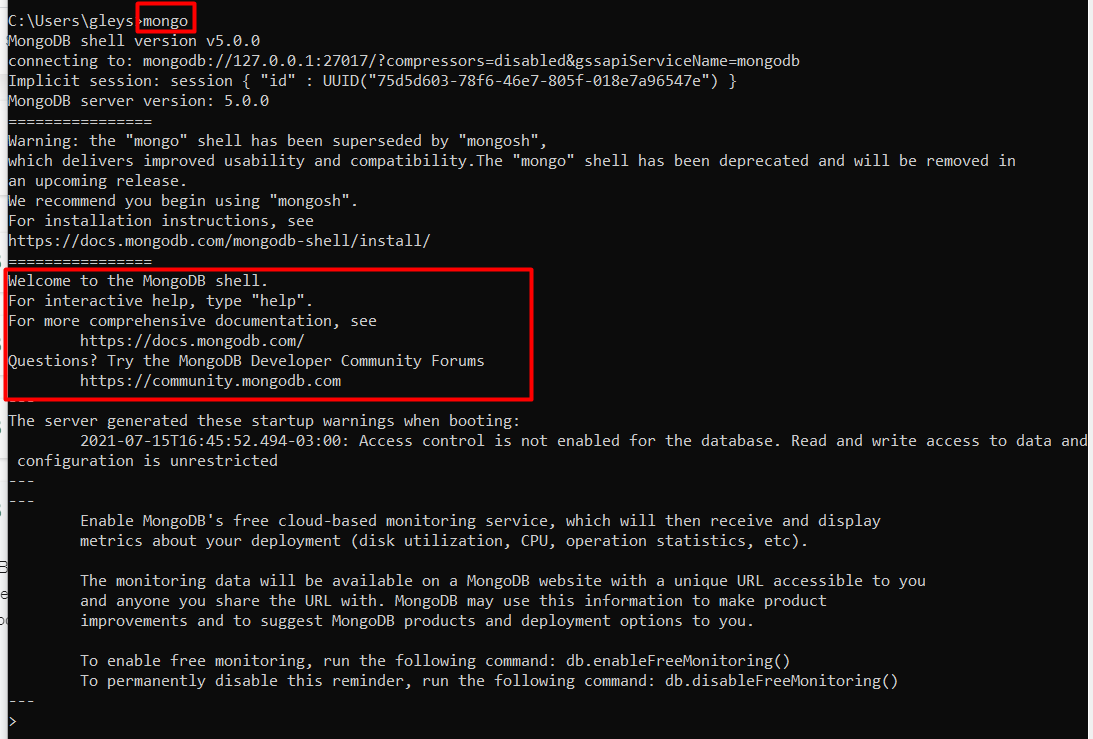 C:\Users\gleys>mongo
MongoDB shell version v5.0.0
connecting to: mongodb://127.0.0.1:27017/?compressors=disabled&gssapiServiceName=mongodb
Implicit session: session { "id" : UUID("75d5d603-78f6-46e7-805f-018e7a96547e") }
MongoDB server version: 5.0.0
================
Warning: the "mongo" shell has been superseded by "mongosh",
which delivers improved usability and compatibility.The "mongo" shell has been deprecated and will be removed in
an upcoming release.
We recommend you begin using "mongosh".
For installation instructions, see
https://docs.mongodb.com/mongodb-shell/install/
================
Welcome to the MongoDB shell.
For interactive help, type "help".
For more comprehensive documentation, see
https://docs.mongodb.com/
Questions? Try the MongoDB Developer Community Forums
https://community.mongodb.com
---
The server generated these startup warnings when booting:
2021-07-15T16:45:52.494-03:00: Access control is not enabled for the database. Read and write access to data and
configuration is unrestricted
---
---
Enable MongoDB's free cloud-based monitoring service, which will then receive and display
metrics about your deployment (disk utilization, CPU, operation statistics, etc).
The monitoring data will be available on a MongoDB website with a unique URL accessible to you
and anyone you share the URL with. MongoDB may use this information to make product
improvements and to suggest MongoDB products and deployment options to you.
To enable free monitoring, run the following command: db.enableFreeMonitoring()
To permanently disable this reminder, run the following command: db.disableFreeMonitoring()
---
>